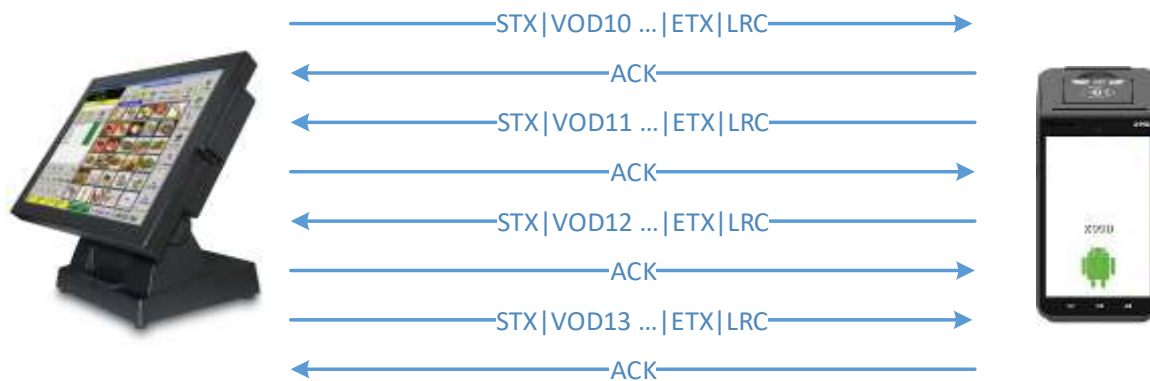 STX|VOD10 ...|ETX|LRC
ACK
STX|VOD11 ...|ETX|LRC
ACK
STX|VOD12 ...|ETX|LRC
ACK
STX|VOD13 ...|ETX|LRC
ACK
X990